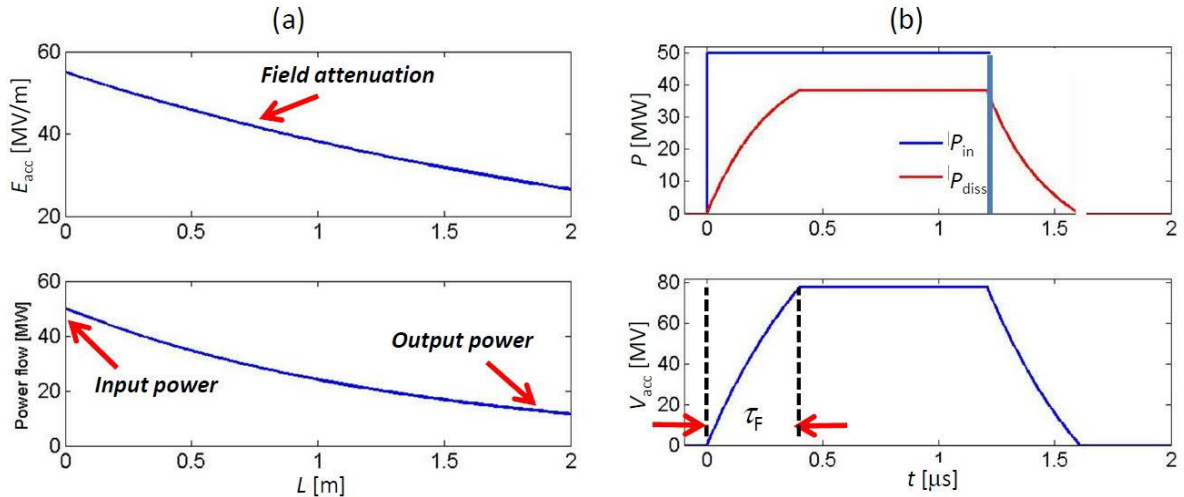 (a)
60
40
20
E_acc [MV/m]
Field attenuation
0 0.5 1 1.5 2
60
40
20
0
Power flow [MW]
Input power
Output power
0 0.5 1 1.5 2
L [m]
(b)
50
40
30
20
10
0
P [MW]
P_in
P_diss
0 0.5 1 1.5 2
80
60
40
20
0
V_acc [MV]
τ_F
0 0.5 1 1.5 2
t [μs]